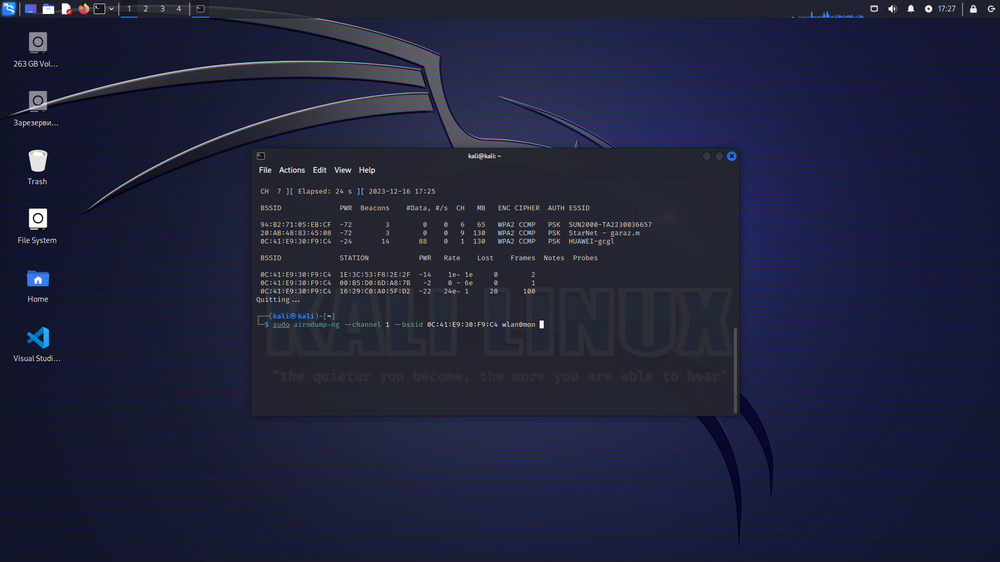 1 2 3 4 17:27
263 GB Vol...
Зарезерви...
Trash
File System
Home
Visual Studi...
kali@kali: ~
File Actions Edit View Help
CH 7 ][ Elapsed: 24 s ][ 2023-12-16 17:25
BSSID PWR Beacons #Data, #/s CH MB ENC CIPHER AUTH ESSID
94:B2:71:05:EB:CF -72 3 0 0 6 65 WPA2 CCMP PSK SUN2000-TA2230036657
20:AB:48:83:45:08 -72 3 0 0 9 130 WPA2 CCMP PSK StarNet - garaz.m
0C:41:E9:30:F9:C4 -24 14 88 0 1 130 WPA2 CCMP PSK HUAWEI-gcgl
BSSID STATION PWR Rate Lost Frames Notes Probes
0C:41:E9:30:F9:C4 1E:3C:53:F8:2E:2F -14 1e- 1e 0 2
0C:41:E9:30:F9:C4 00:B5:D0:6D:A8:7B -2 0 - 6e 0 1
0C:41:E9:30:F9:C4 16:29:C0:A0:5F:D2 -22 24e- 1 28 100
Quitting...
┌──(kali㉿kali)-[~]
└─$ sudo airodump-ng --channel 1 --bssid 0C:41:E9:30:F9:C4 wlan0mon
KALI LINUX
"the quieter you become, the more you are able to hear"